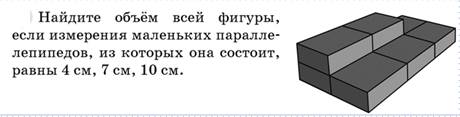 Найдите объём всей фигуры,
если измерения маленьких паралле-
лепипедов, из которых она состоит,
равны 4 см, 7 см, 10 см.